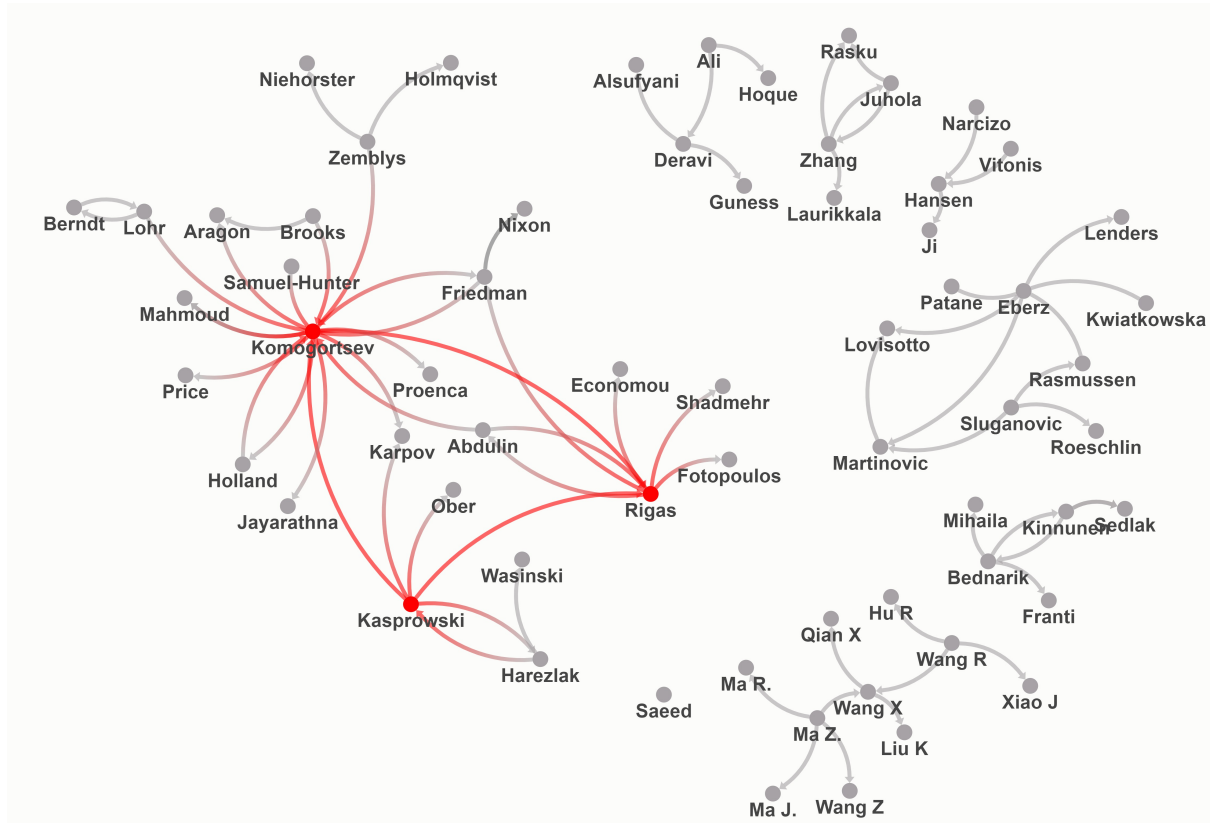 Rasku
Ali
Niehorster
Holmqvist
Alsufyani
Hoque
Juhola
Narcizo
Zemblys
Deravi
Zhang
Vitonis
Guness
Hansen
Laurikkala
Berndt
Lohr
Aragon
Brooks
Nixon
Ji
Lenders
Samuel-Hunter
Friedman
Mahmoud
Patane
Eberz
Kwiatkowska
Komogortsev
Lovisotto
Price
Proenca
Economou
Shadmehr
Rasmussen
Sluganovic
Karpov
Abdulin
Roeschlin
Martinovic
Holland
Fotopoulos
Ober
Jayarathna
Rigas
Mihaila
Kinnunen
Sedlak
Wasinski
Bednarik
Kasprowski
Hu R
Franti
Qian X
Wang R
Harezlak
Ma R.
Xiao J
Saeed
Wang X
Ma Z.
Liu K
Ma J.
Wang Z